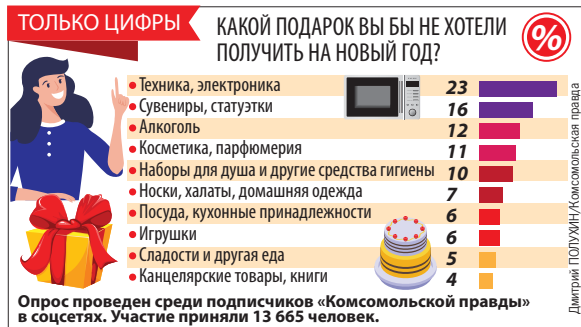 ТОЛЬКО ЦИФРЫ
КАКОЙ ПОДАРОК ВЫ БЫ НЕ ХОТЕЛИ
ПОЛУЧИТЬ НА НОВЫЙ ГОД?
%
• Техника, электроника 23
• Сувениры, статуэтки 16
• Алкоголь 12
• Косметика, парфюмерия 11
• Наборы для душа и другие средства гигиены 10
• Носки, халаты, домашняя одежда 7
• Посуда, кухонные принадлежности 6
• Игрушки 6
• Сладости и другая еда 5
• Канцелярские товары, книги 4
Опрос проведен среди подписчиков «Комсомольской правды»
в соцсетях. Участие приняли 13 665 человек.
Дмитрий ПОЛУХИН/Комсомольская правда